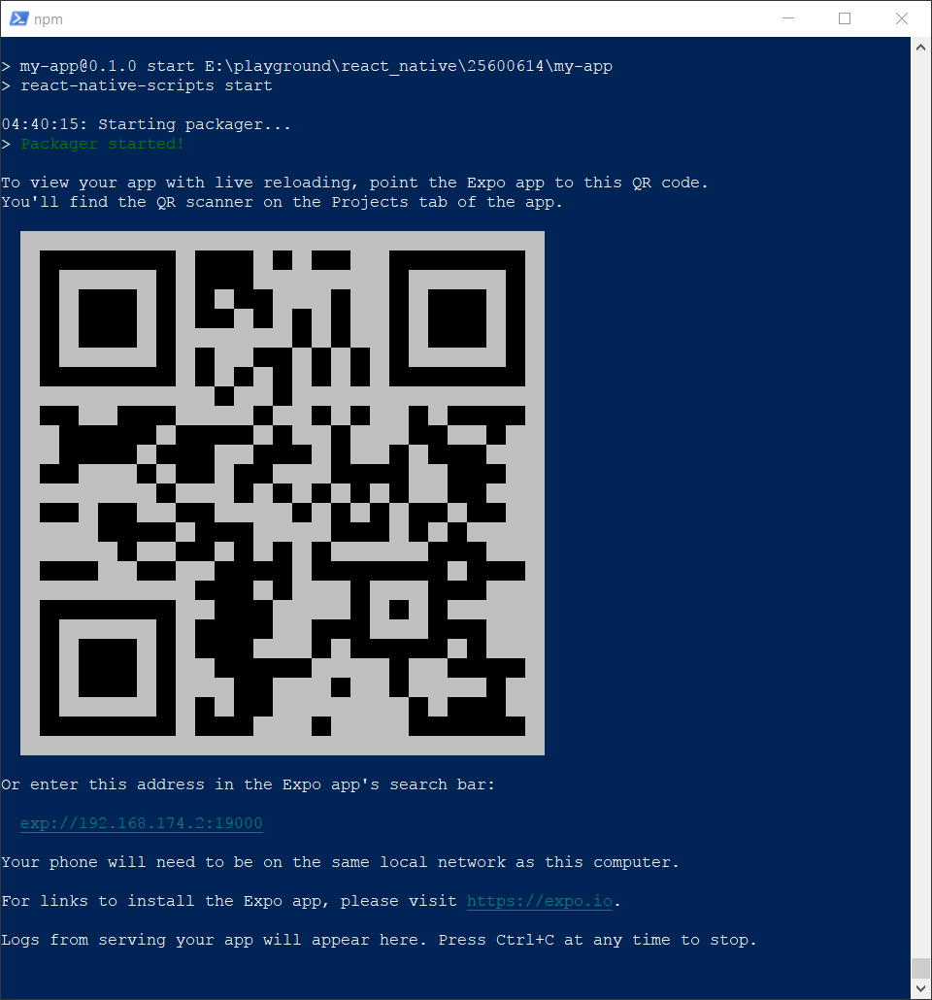 npm
> my-app@0.1.0 start E:\playground\react_native\25600614\my-app
> react-native-scripts start
04:40:15: Starting packager...
> Packager started!
To view your app with live reloading, point the Expo app to this QR code.
You'll find the QR scanner on the Projects tab of the app.
Or enter this address in the Expo app's search bar:
exp://192.168.174.2:19000
Your phone will need to be on the same local network as this computer.
For links to install the Expo app, please visit https://expo.io.
Logs from serving your app will appear here. Press Ctrl+C at any time to stop.